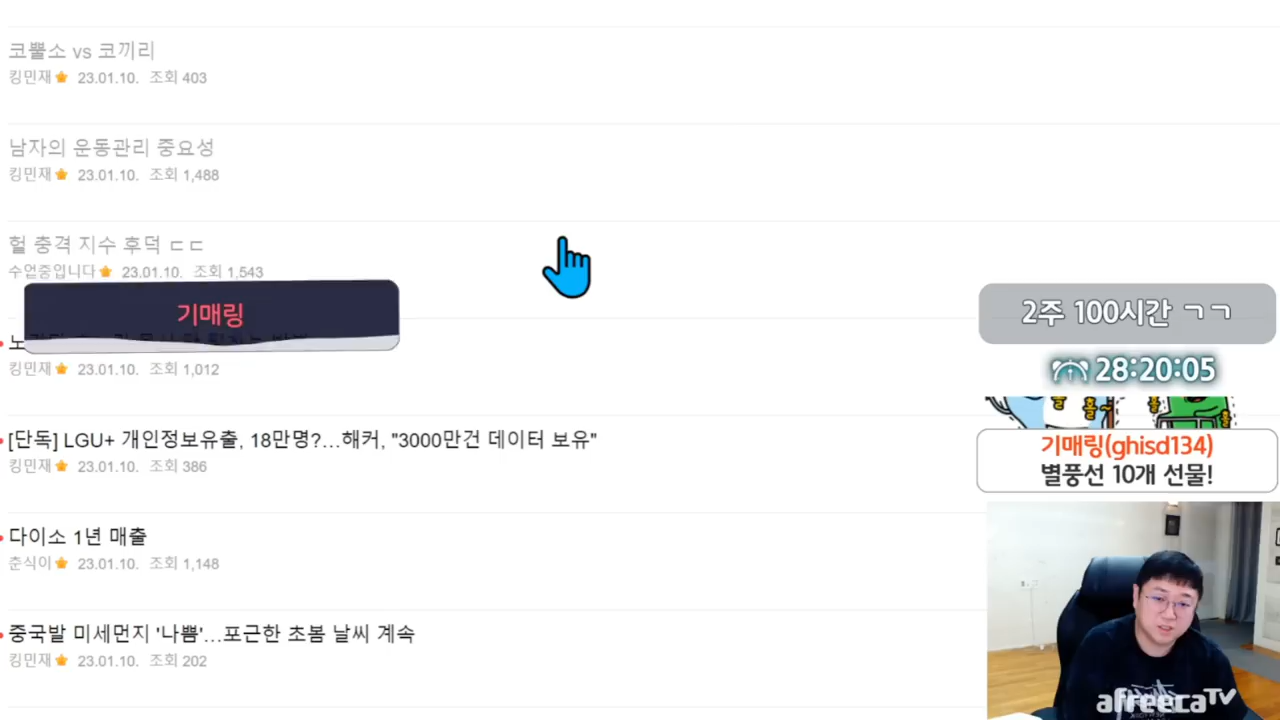 코뿔소 vs 코끼리
킹민재 23.01.10. 조회 403
남자의 운동관리 중요성
킹민재 23.01.10. 조회 1,488
헐 충격 지수 후덕 ㄷㄷ
수업중입니다 23.01.10. 조회 1,543
기매링
노
킹민재 23.01.10. 조회 1,012
[단독] LGU+ 개인정보유출, 18만명?…해커, "3000만건 데이터 보유"
킹민재 23.01.10. 조회 386
다이소 1년 매출
춘식이 23.01.10. 조회 1,148
중국발 미세먼지 '나쁨'…포근한 초봄 날씨 계속
킹민재 23.01.10. 조회 202
2주 100시간 ㄱㄱ
28:20:05
기매링(ghisd134)
별풍선 10개 선물!
afreecaTV